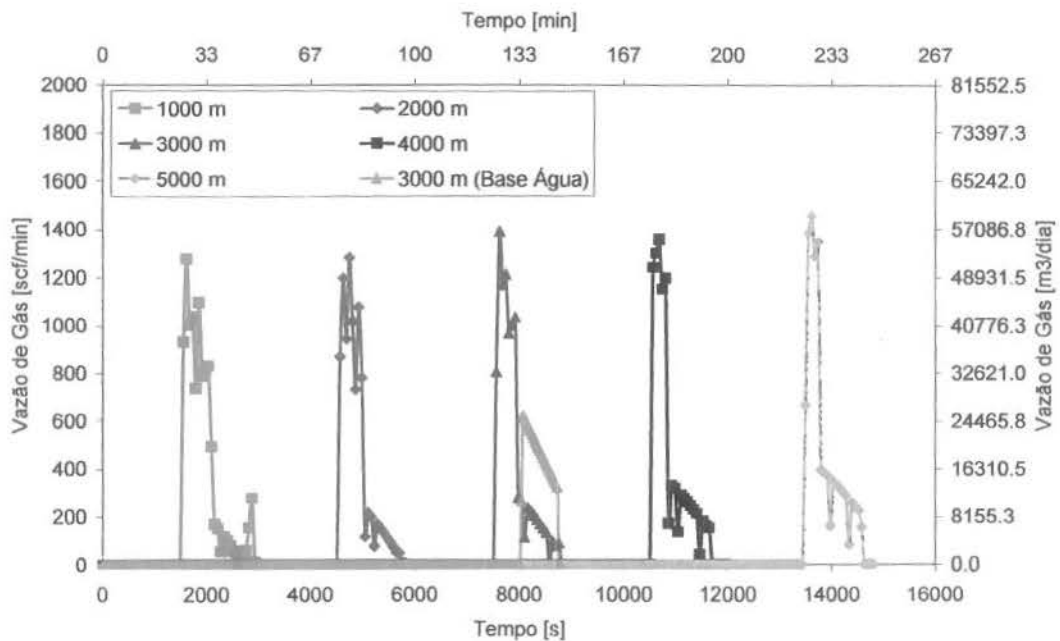 Tempo [min]
0 33 67 100 133 167 200 233 267
2000 81552.5
1800 73397.3
1600 65242.0
1400 57086.8
1200 48931.5
1000 40776.3
800 32621.0
600 24465.8
400 16310.5
200 8155.3
0 0.0
1000 m 2000 m
3000 m 4000 m
5000 m 3000 m (Base Água)
Vazão de Gás [scf/min]
Vazão de Gás [m3/dia]
0 2000 4000 6000 8000 10000 12000 14000 16000
Tempo [s]